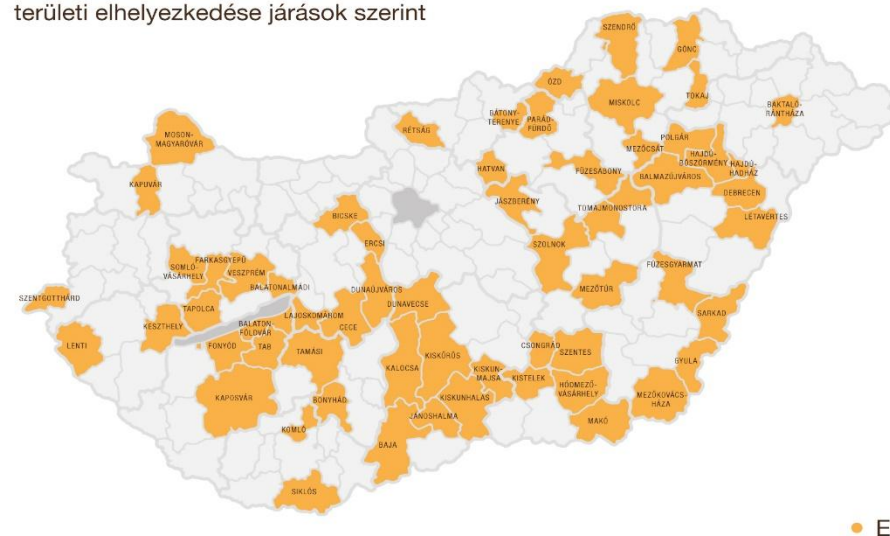 területi elhelyezkedése járások szerint
SZENDRŐ
GÖNC
ÓZD
TOKAJ
MISKOLC
BAKTALÓ-
RÁNTHÁZA
BÁTONY-
TERENYE
PARÁD-
FÜRDŐ
RÉTSÁG
MOSON-
MAGYARÓVÁR
POLGÁR
MEZŐCSÁT
HAJDÚ-
BÖSZÖRMÉNY
HAJDÚ-
HADHÁZ
HATVAN
FÜZESABONY
BALMAZÚJVÁROS
KAPUVÁR
DEBRECEN
JÁSZBERÉNY
TOMAJMONOSTORA
LÉTAVÉRTES
BICSKE
ERCSI
SZOLNOK
FARKASGYEPŰ
SOMLÓ-
VÁSÁRHELY
VESZPRÉM
FÜZESGYARMAT
BALATONALMÁDI
DUNAÚJVÁROS
MEZŐTÚR
SZENTGOTTHÁRD
TAPOLCA
DUNAVECSE
LAJOSKOMÁROM
SARKAD
KESZTHELY
BALATON
FÖLDVÁR
CECE
LENTI
FONYÓD
TAB
TAMÁSI
CSONGRÁD
SZENTES
KISKŐRÖS
GYULA
KALOCSA
KISKUN-
MAJSA
KISTELEK
HÓDMEZŐ-
VÁSÁRHELY
KAPOSVÁR
BONYHÁD
KISKUNHALAS
MEZŐKOVÁCS-
HÁZA
JÁNOSHALMA
MAKÓ
KOMLÓ
BAJA
SIKLÓS
E